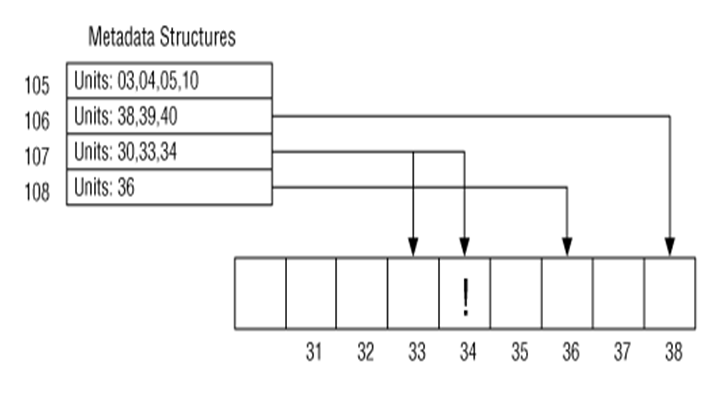 Metadata Structures
105 Units: 03,04,05,10
106 Units: 38,39,40
107 Units: 30,33,34
108 Units: 36
!
31 32 33 34 35 36 37 38